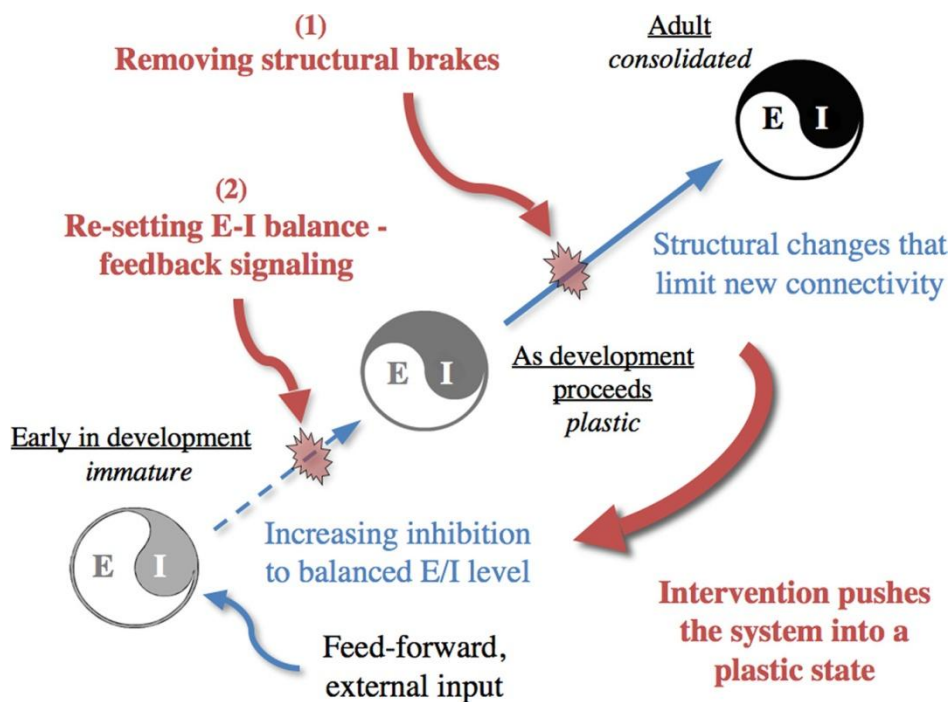 (1)
Removing structural brakes
Adult
consolidated
E I
(2)
Re-setting E-I balance -
feedback signaling
Structural changes that
limit new connectivity
E I
As development
proceeds
plastic
Early in development
immature
E I
Increasing inhibition
to balanced E/I level
Feed-forward,
external input
Intervention pushes
the system into a
plastic state